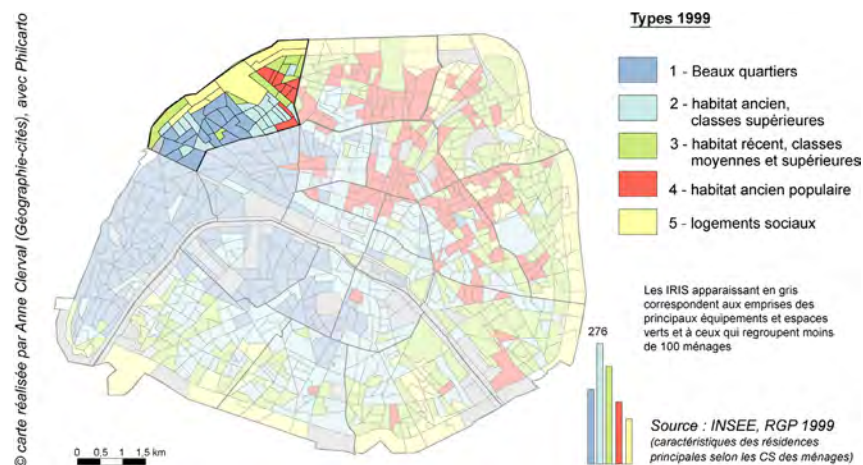 © carte réalisée par Anne Clerval (Géographie-cités), avec Philcarto
Types 1999
1 - Beaux quartiers
2 - habitat ancien,
classes supérieures
3 - habitat récent, classes
moyennes et supérieures
4 - habitat ancien populaire
5 - logements sociaux
Les IRIS apparaissant en gris
correspondent aux emprises des
principaux équipements et espaces
verts et à ceux qui regroupent moins
de 100 ménages
276
Source : INSEE, RGP 1999
(caractéristiques des résidences
principales selon les CS des ménages)
0 0,5 1 1,5 km